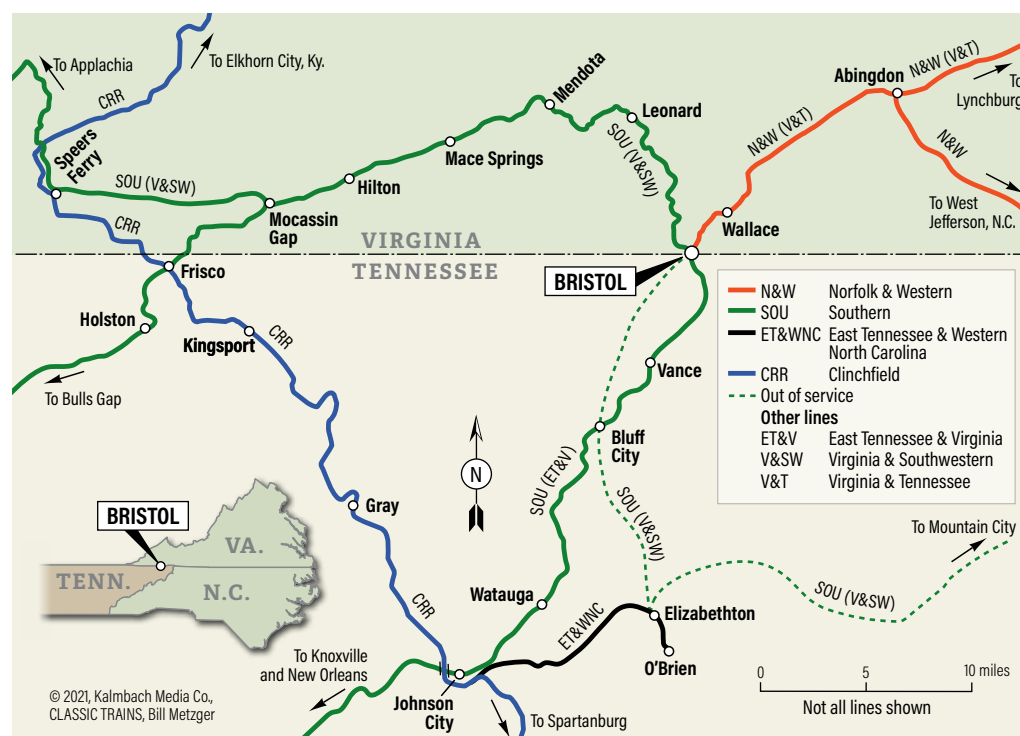 To Applachia
To Elkhorn City, Ky.
CRR
Speers
Ferry
SOU (V&SW)
CRR
Mocassin
Gap
Hilton
Mace Springs
Mendota
Leonard
SOU (V&SW)
N&W (V&T)
Abingdon
N&W (V&T)
To
Lynchburg
N&W
To West
Jefferson, N.C.
Wallace
VIRGINIA
TENNESSEE
BRISTOL
Frisco
Holston
Kingsport
CRR
To Bulls Gap
N&W Norfolk & Western
SOU Southern
ET&WNC East Tennessee & Western
North Carolina
CRR Clinchfield
Out of service
Other lines
ET&V East Tennessee & Virginia
V&SW Virginia & Southwestern
V&T Virginia & Tennessee
Vance
Bluff
City
SOU (ET&V)
SOU (V&SW)
N
Gray
BRISTOL
VA.
TENN.
N.C.
To Mountain City
SOU (V&SW)
Watauga
CRR
ET&WNC
Elizabethton
O'Brien
To Knoxville
and New Orleans
Johnson
City
To Spartanburg
0 5 10 miles
Not all lines shown
© 2021, Kalmbach Media Co.,
CLASSIC TRAINS, Bill Metzger